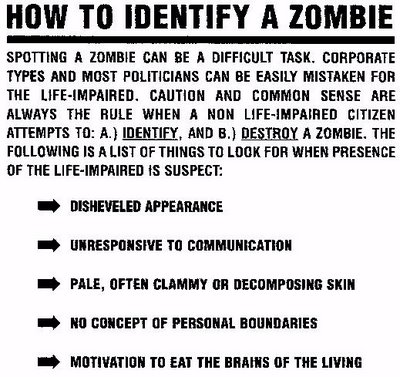 HOW TO IDENTIFY A ZOMBIE
SPOTTING A ZOMBIE CAN BE A DIFFICULT TASK. CORPORATE
TYPES AND MOST POLITICIANS CAN BE EASILY MISTAKEN FOR
THE LIFE-IMPAIRED. CAUTION AND COMMON SENSE ARE
ALWAYS THE RULE WHEN A NON LIFE-IMPAIRED CITIZEN
ATTEMPTS TO: A.) IDENTIFY, AND B.) DESTROY A ZOMBIE. THE
FOLLOWING IS A LIST OF THINGS TO LOOK FOR WHEN PRESENCE
OF THE LIFE-IMPAIRED IS SUSPECT:
DISHEVELED APPEARANCE
UNRESPONSIVE TO COMMUNICATION
PALE, OFTEN CLAMMY OR DECOMPOSING SKIN
NO CONCEPT OF PERSONAL BOUNDARIES
MOTIVATION TO EAT THE BRAINS OF THE LIVING